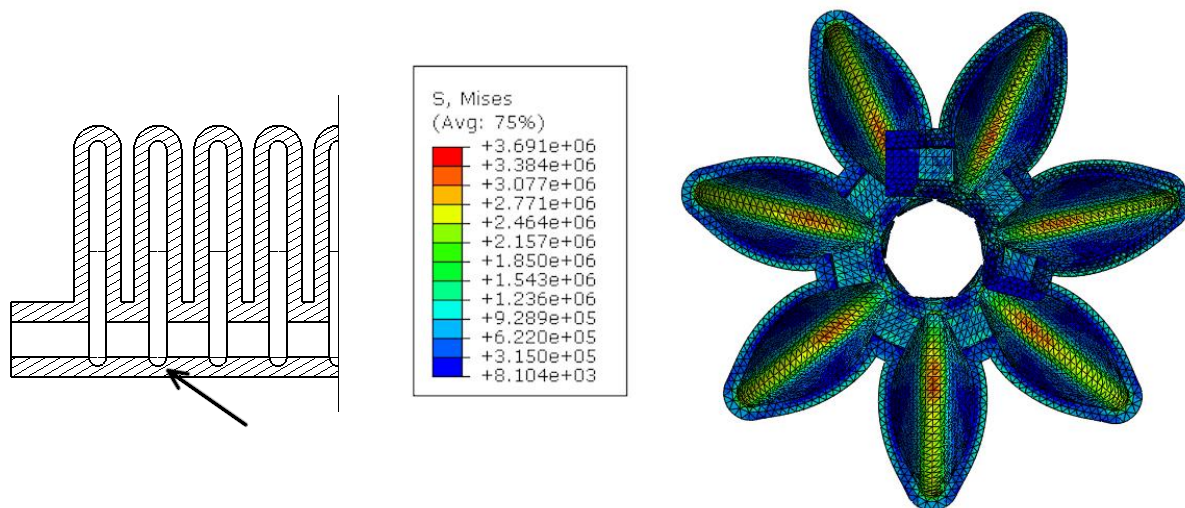 S, Mises
(Avg: 75%)
+3.691e+06
+3.384e+06
+3.077e+06
+2.771e+06
+2.464e+06
+2.157e+06
+1.850e+06
+1.543e+06
+1.236e+06
+9.289e+05
+6.220e+05
+3.150e+05
+8.104e+03